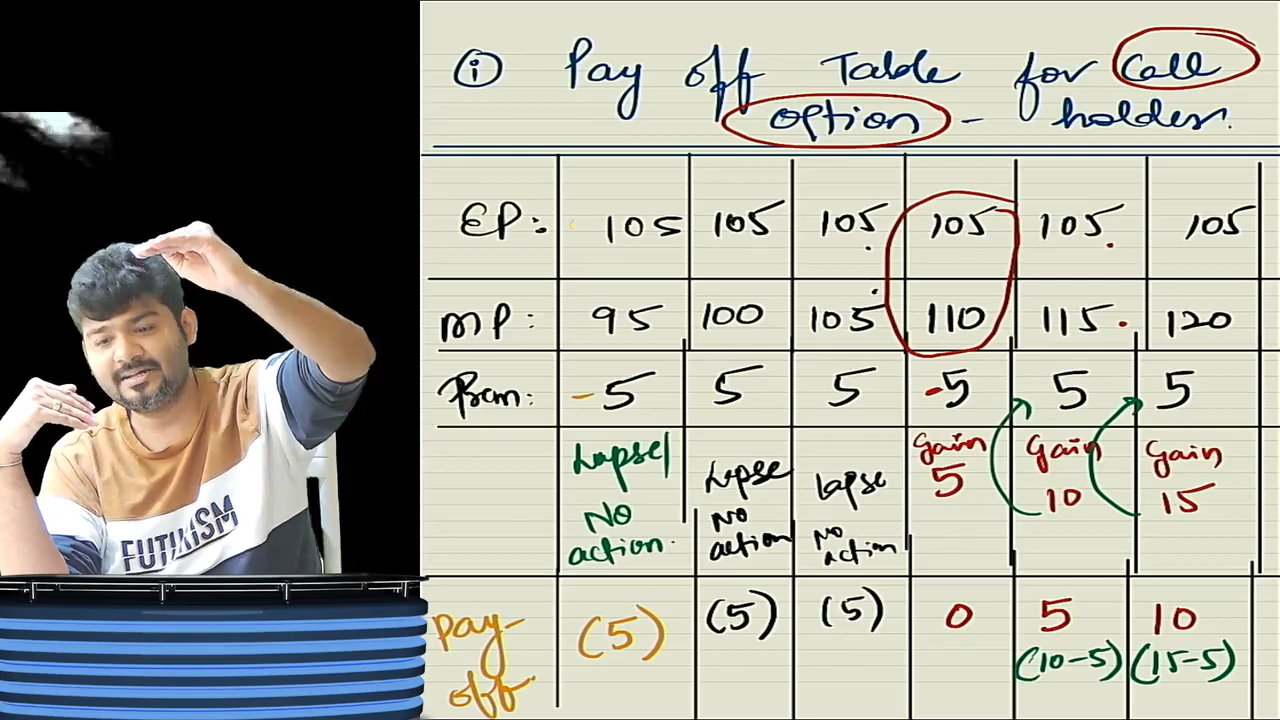 ① Pay off Table for Call
option - holder.
EP: 105 105 105 105 105 105
MP: 95 100 105 110 115 120
Prem: -5 5 5 -5 5 5
Lapse/ Lapse Lapse Gain Gain Gain
No No No 5 10 15
action. action action
Pay- (5) (5) (5) 0 5 10
off (10-5) (15-5)
FUTURISM